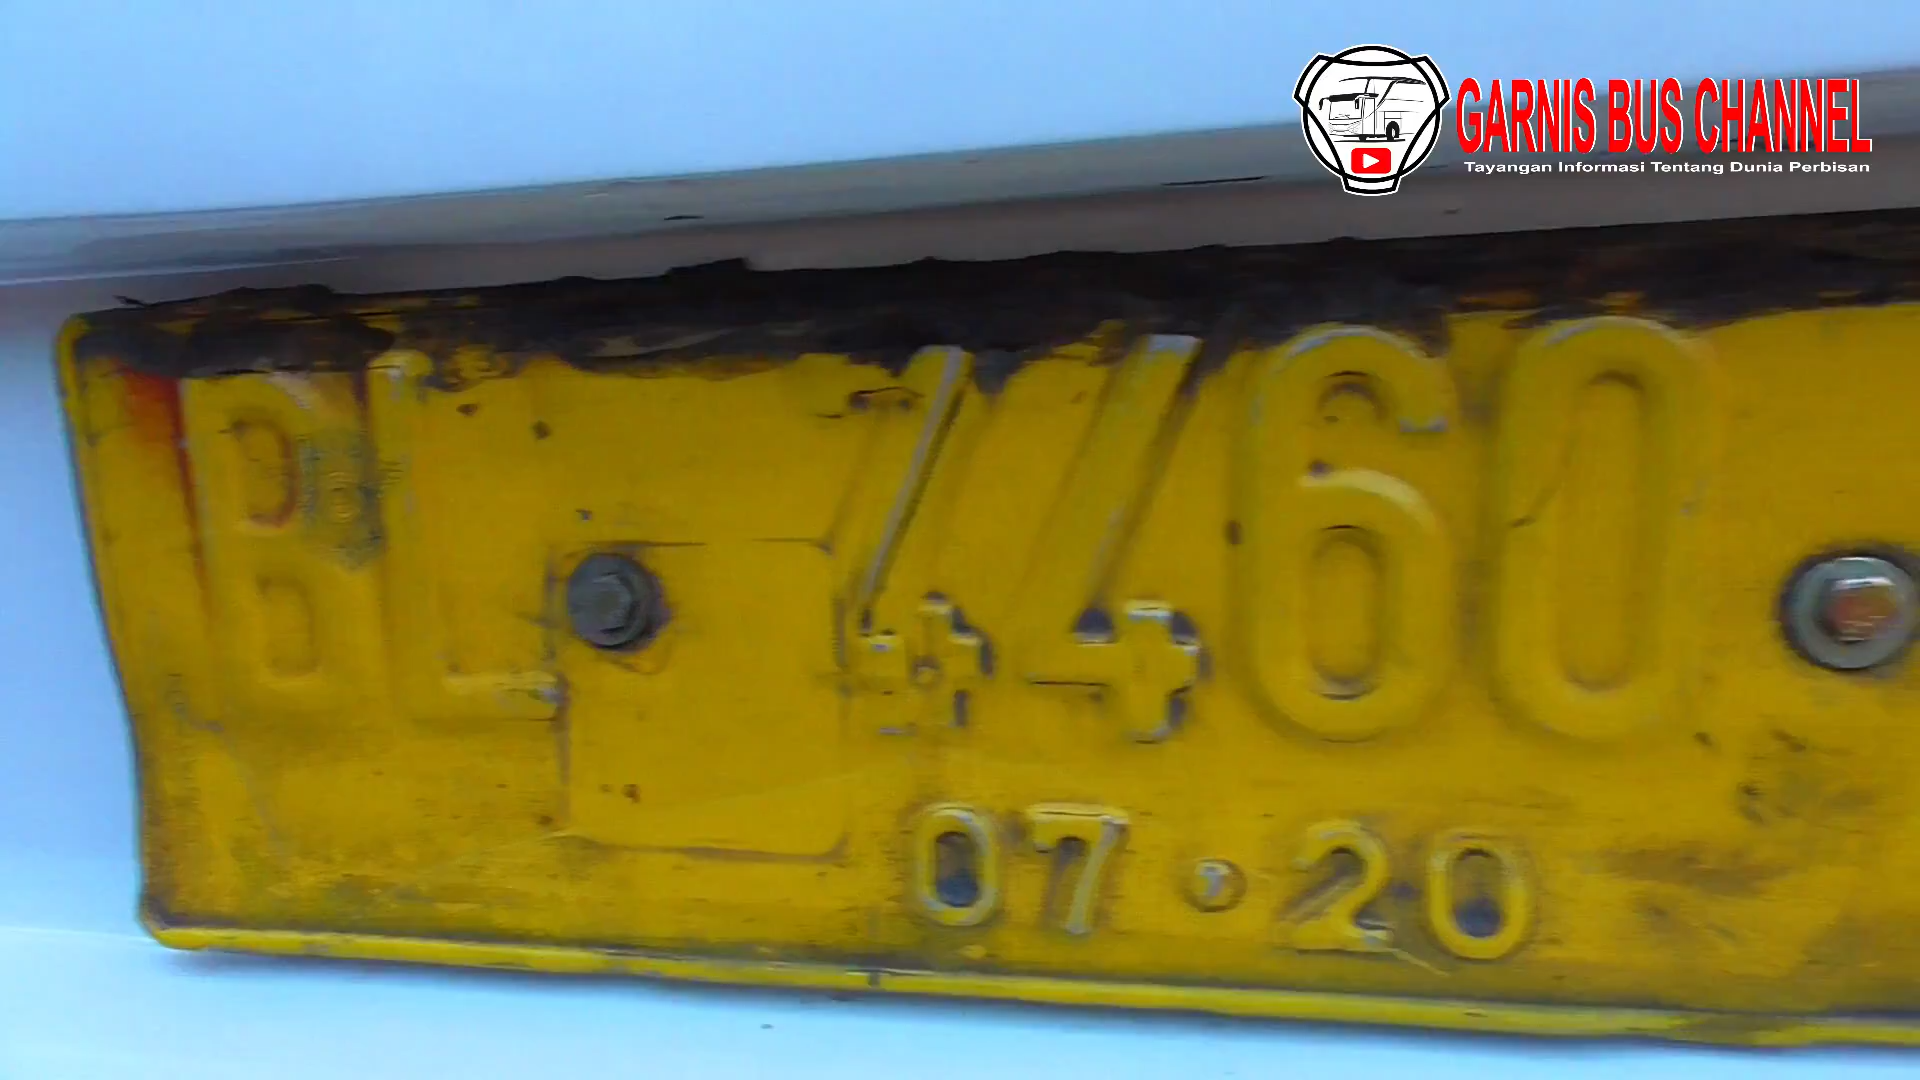 GARNIS BUS CHANNEL
Tayangan Informasi Tentang Dunia Perbisan
BL 4460
07 · 20